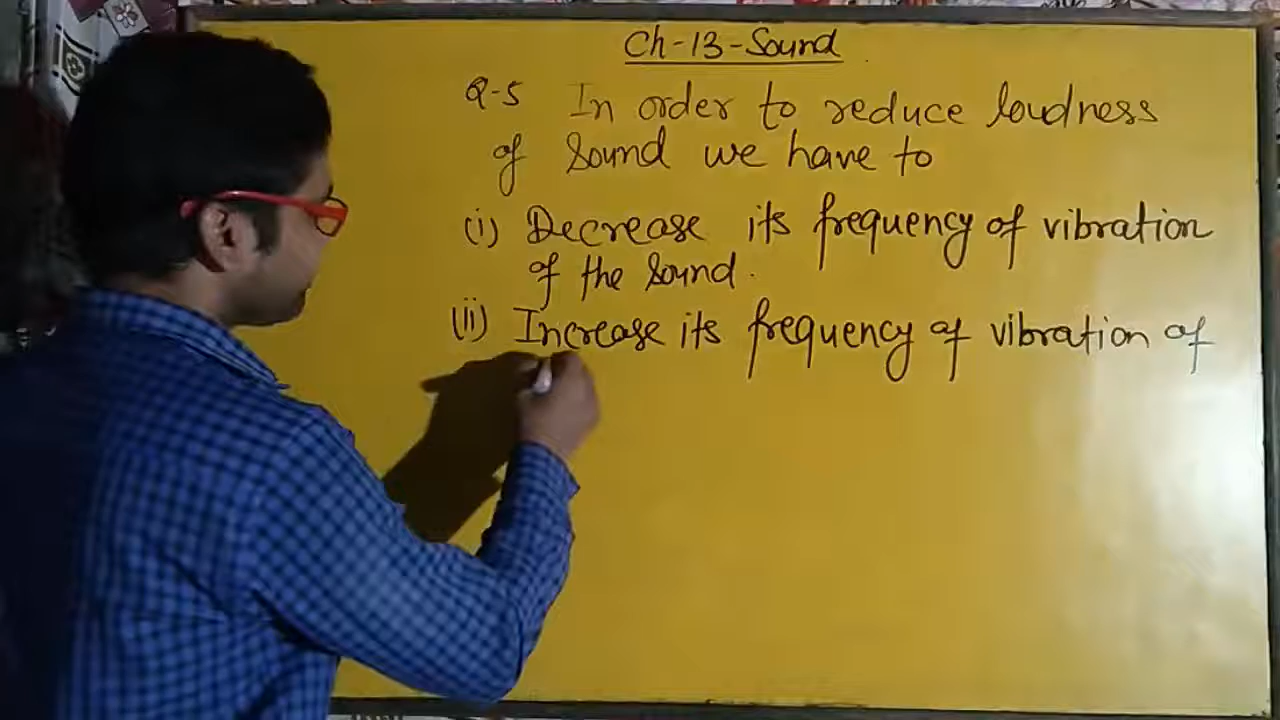 Ch-13-Sound
Q-5 In order to reduce loudness
of Sound we have to
(i) Decrease its frequency of vibration
of the Sound.
(ii) Increase its frequency of vibration of